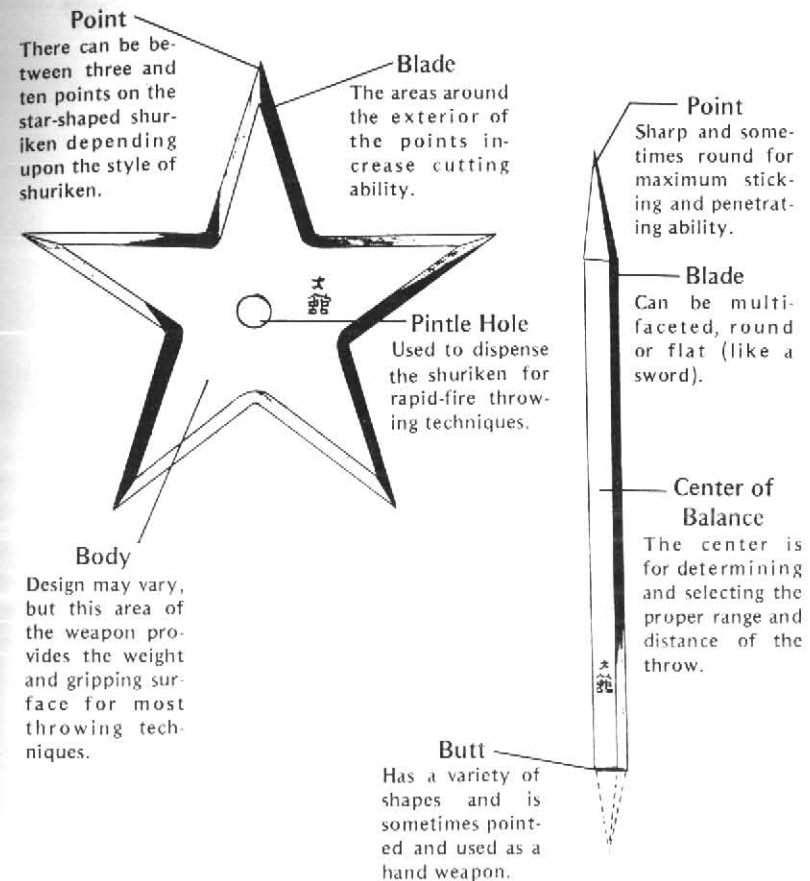 Point
There can be be-
tween three and
ten points on the
star-shaped shur-
iken depending
upon the style of
shuriken.
Blade
The areas around
the exterior of
the points in-
crease cutting
ability.
Pintle Hole
Used to dispense
the shuriken for
rapid-fire throw-
ing techniques.
Body
Design may vary,
but this area of
the weapon pro-
vides the weight
and gripping sur-
face for most
throwing tech-
niques.
Point
Sharp and some-
times round for
maximum stick-
ing and penetrat-
ing ability.
Blade
Can be multi-
faceted, round
or flat (like a
sword).
Center of
Balance
The center is
for determining
and selecting the
proper range and
distance of the
throw.
Butt
Has a variety of
shapes and is
sometimes point-
ed and used as a
hand weapon.